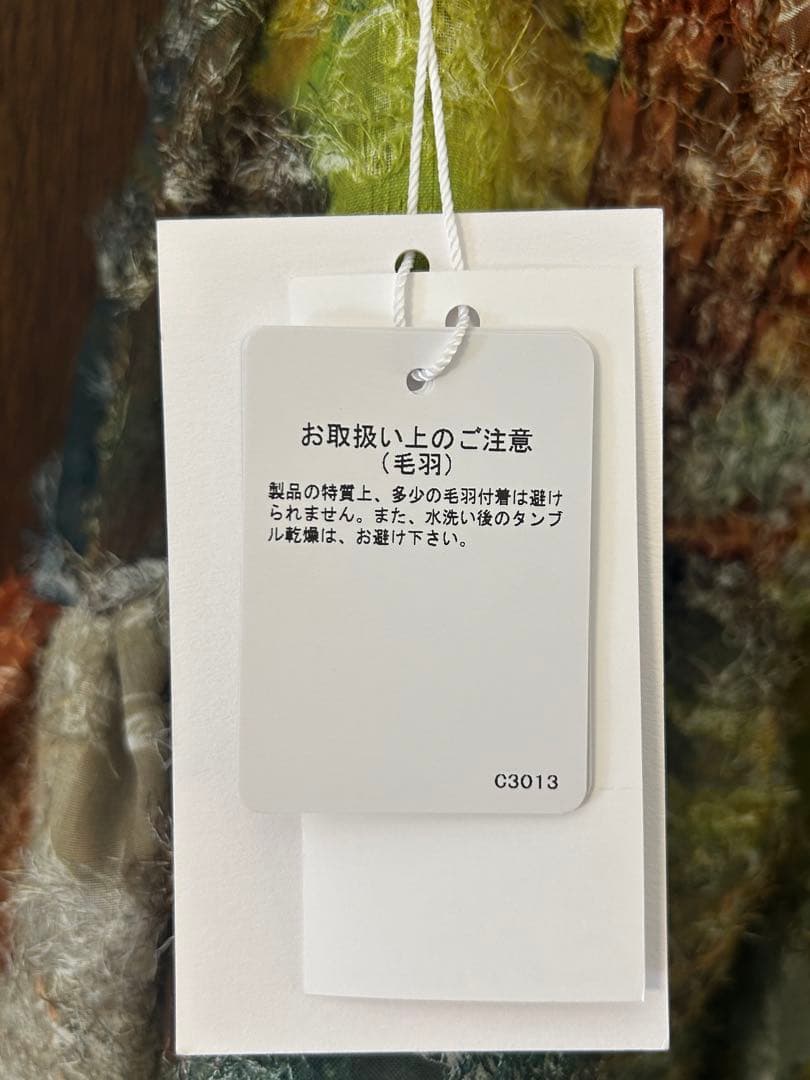 お取扱い上のご注意
（毛羽）
製品の特質上、多少の毛羽付着は避け
られません。また、水洗い後のタンブ
ル乾燥は、お避け下さい。
C3013